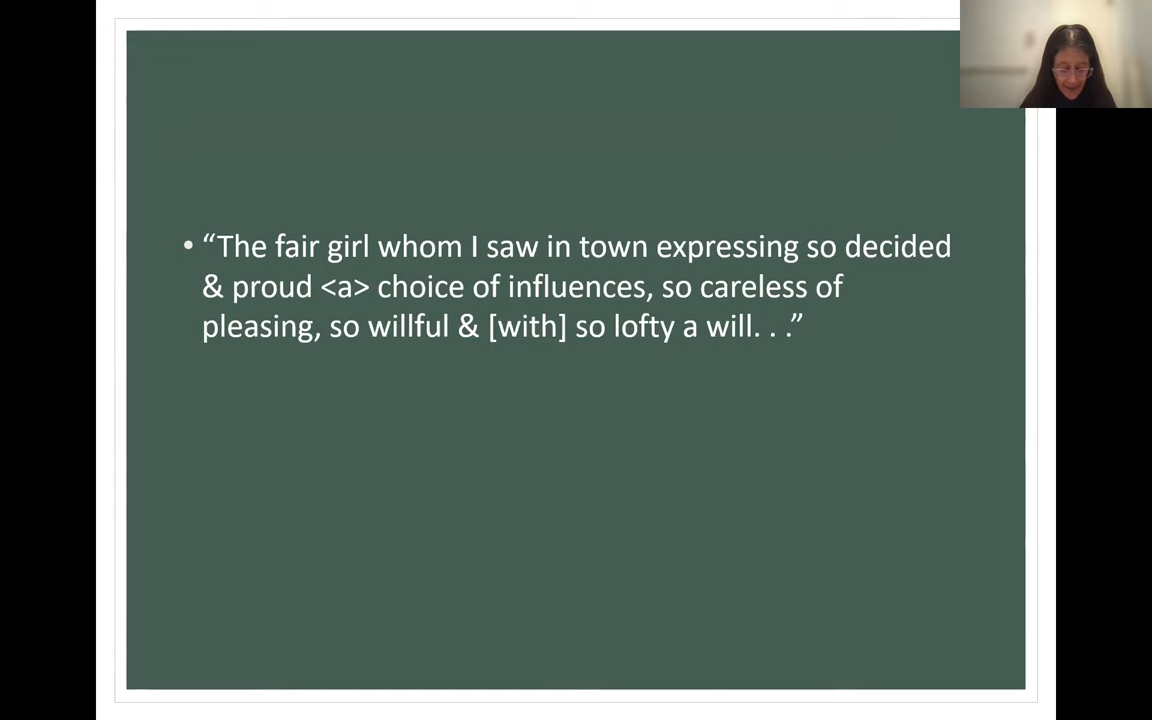 • “The fair girl whom I saw in town expressing so decided
& proud <a> choice of influences, so careless of
pleasing, so willful & [with] so lofty a will. . .”